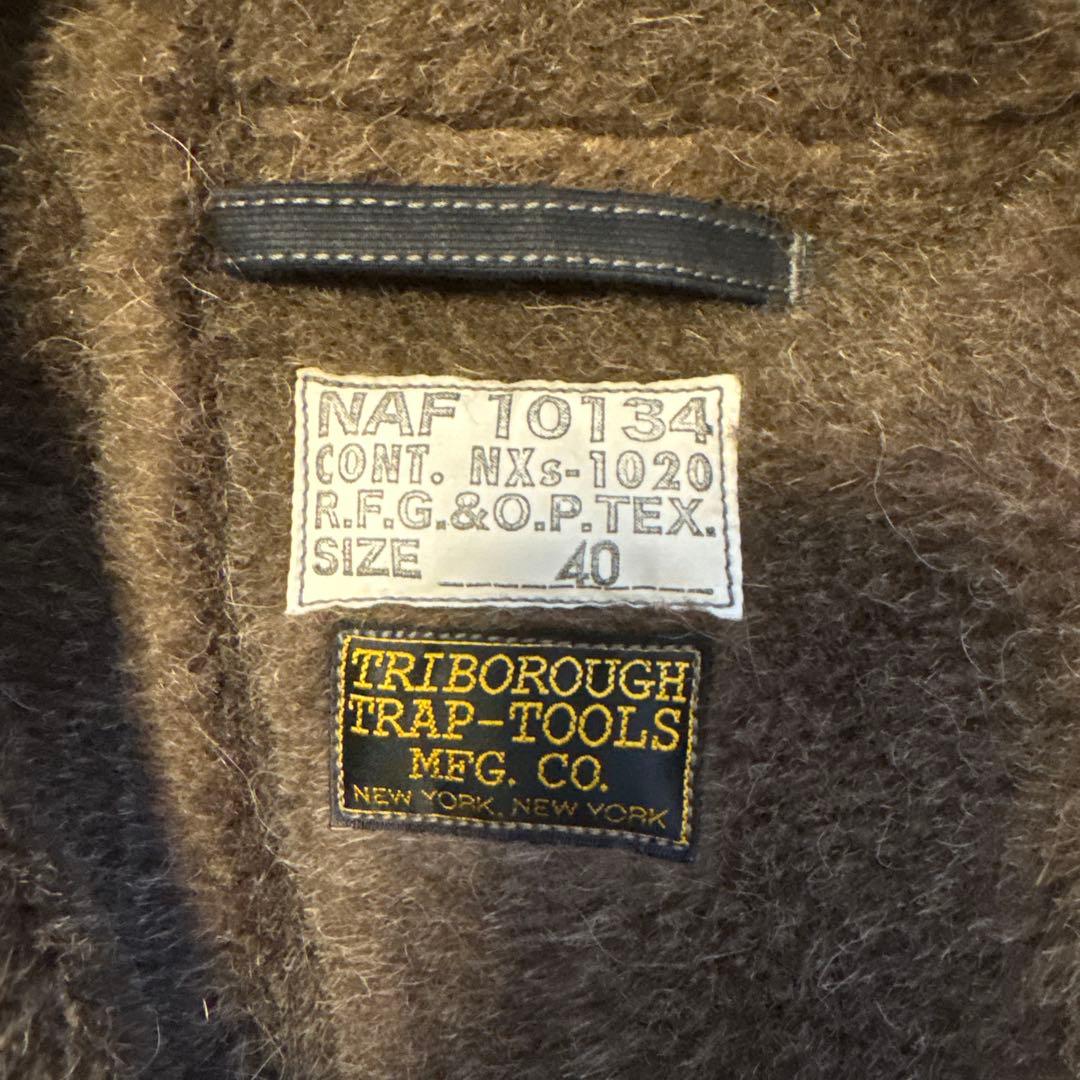 NAF 10134
CONT. NXs-1020
R.F.G.&O.P.TEX.
SIZE 40
TRIBOROUGH
TRAP-TOOLS
MFG. CO.
NEW YORK, NEW YORK